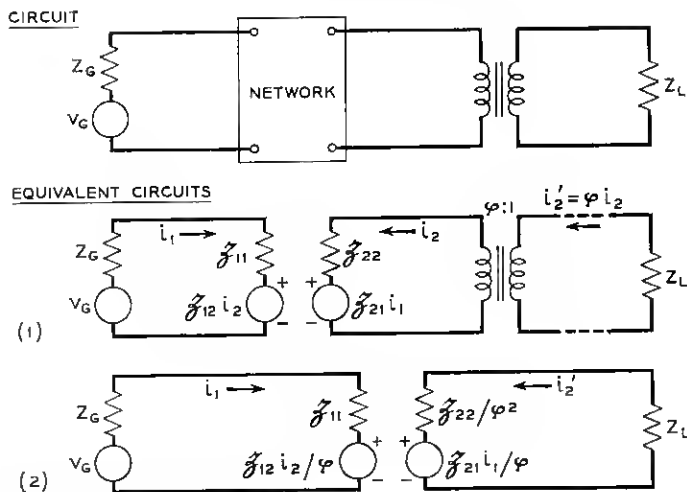 CIRCUIT
Z_G
V_G
NETWORK
Z_L
EQUIVALENT CIRCUITS
i_1
i_2
φ:1
i_2' = φ i_2
Z_G
z_11
z_22
Z_L
V_G
z_12 i_2
+
−
+
−
z_21 i_1
(1)
i_1
i_2'
Z_G
z_11
z_22/φ²
Z_L
V_G
z_12 i_2/φ
+
−
+
−
z_21 i_1/φ
(2)